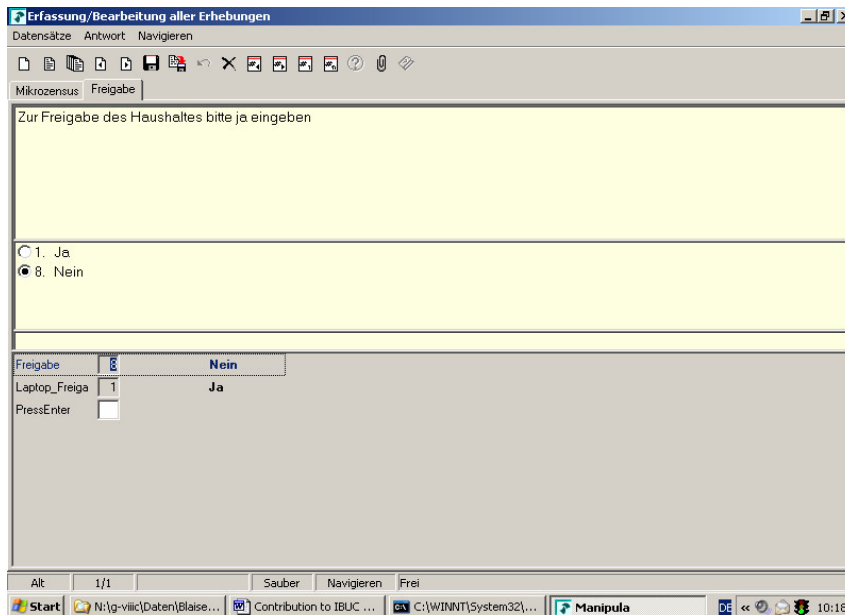 Erfassung/Bearbeitung aller Erhebungen
Datensätze Antwort Navigieren
Mikrozensus Freigabe
Zur Freigabe des Haushaltes bitte ja eingeben
1. Ja
8. Nein
Freigabe 8 Nein
Laptop_Freiga 1 Ja
PressEnter
Alt 1/1 Sauber Navigieren Frei
Start N:\g-viiic\Daten\Blaise... Contribution to IBUC ... C:\WINNT\System32\... Manipula DE « 10:18